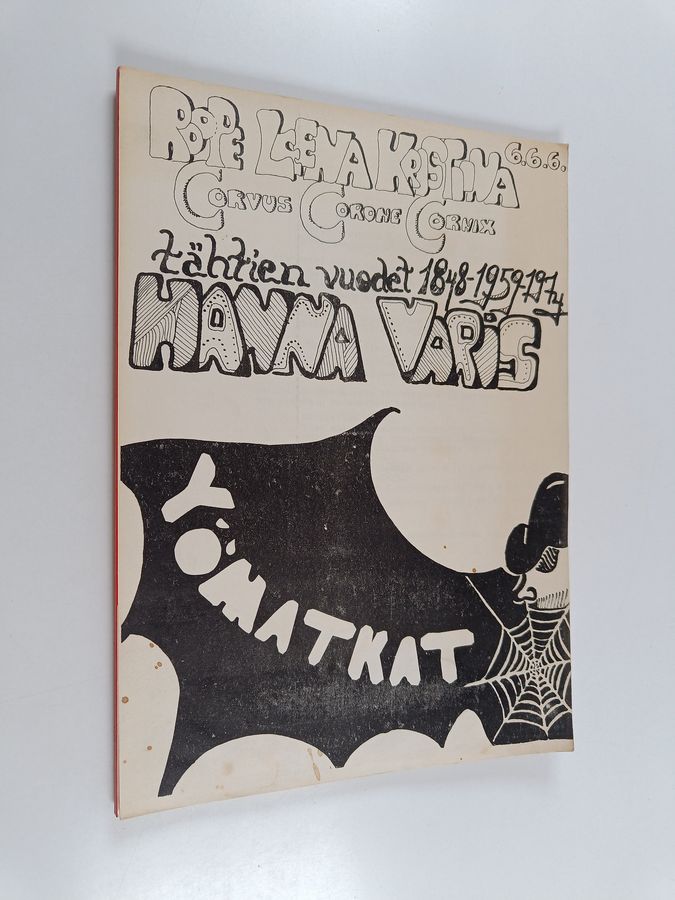 ROOPE LEENA KRISTIINA 6.6.6.
CORVUS CORONE CORNIX
tähtien vuodet 1848-1959-1974
HANNA VARIS
YÖMATKAT